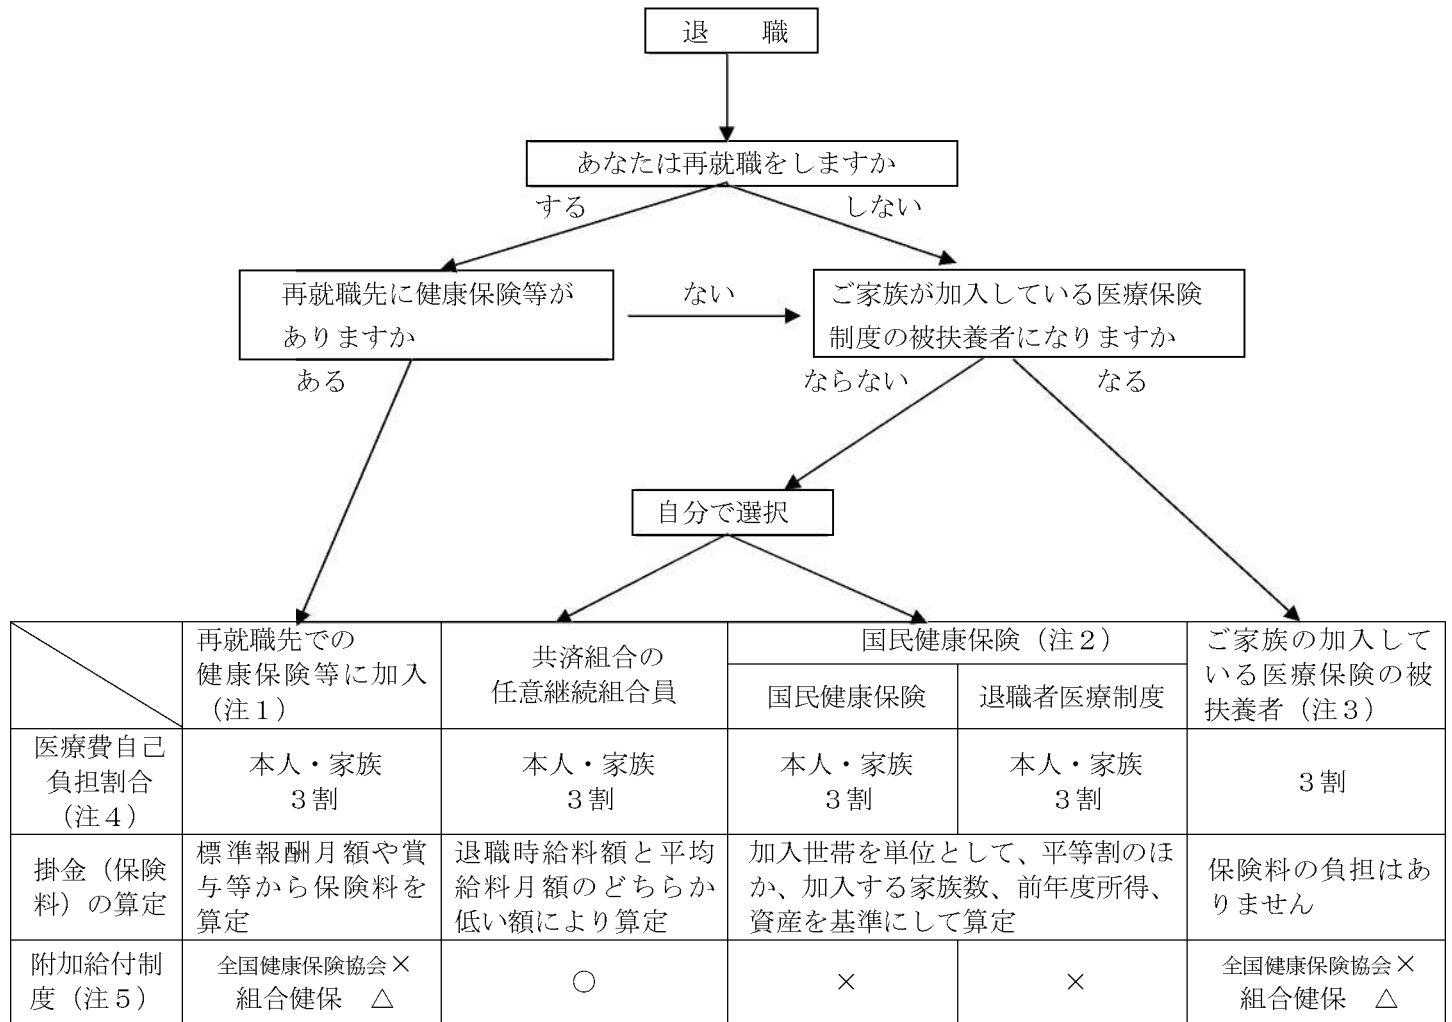 退　　職
あなたは再就職をしますか
する
しない
再就職先に健康保険等が
ありますか
ない
ご家族が加入している医療保険
制度の被扶養者になりますか
ある
ならない
なる
自分で選択
再就職先での
健康保険等に加入
（注１）
共済組合の
任意継続組合員
国民健康保険（注２）
国民健康保険
退職者医療制度
ご家族の加入して
いる医療保険の被
扶養者（注３）
医療費自己
負担割合
（注４）
本人・家族
３割
本人・家族
３割
本人・家族
３割
本人・家族
３割
３割
掛金（保険
料）の算定
標準報酬月額や賞
与等から保険料を
算定
退職時給料額と平均
給料月額のどちらか
低い額により算定
加入世帯を単位として、平等割のほ
か、加入する家族数、前年度所得、
資産を基準にして算定
保険料の負担はあ
りません
附加給付制
度（注５）
全国健康保険協会×
組合健保　△
○
×
×
全国健康保険協会×
組合健保　△